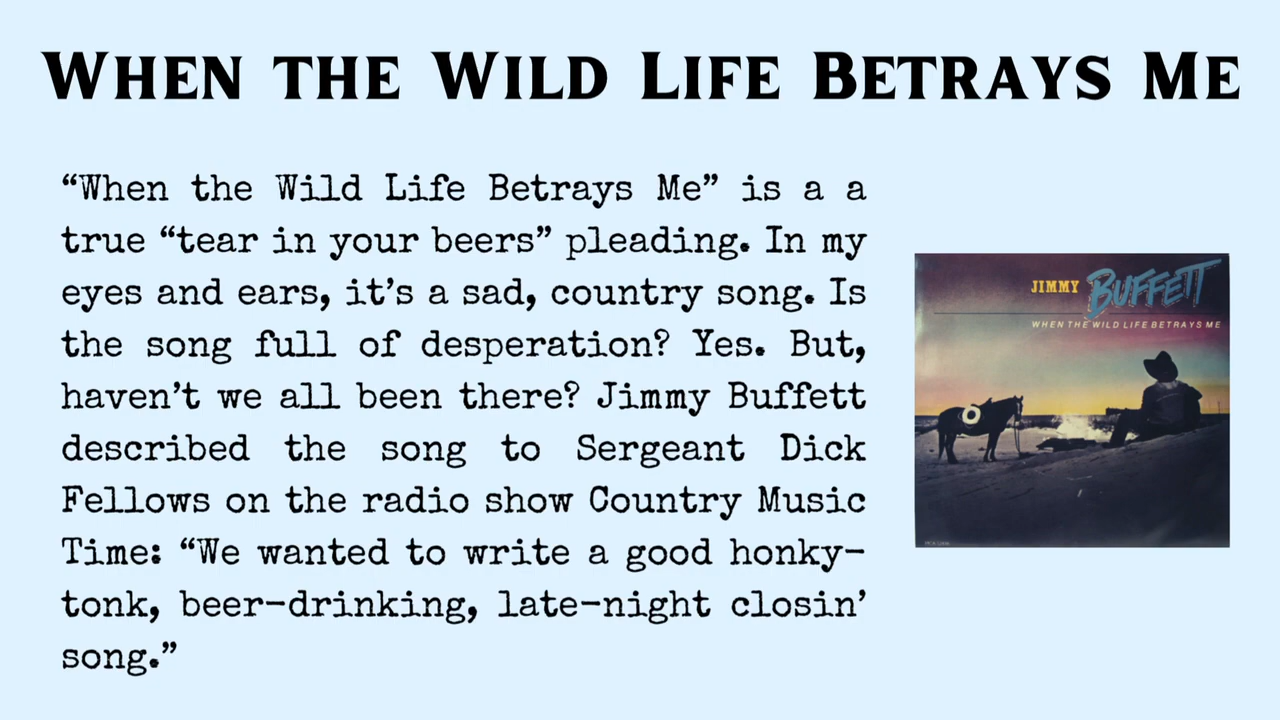 WHEN THE WILD LIFE BETRAYS ME
“When the Wild Life Betrays Me” is a a
true “tear in your beers” pleading. In my
eyes and ears, it’s a sad, country song. Is
the song full of desperation? Yes. But,
haven’t we all been there? Jimmy Buffett
described the song to Sergeant Dick
Fellows on the radio show Country Music
Time: “We wanted to write a good honky-
tonk, beer-drinking, late-night closin’
song.”
JIMMY BUFFETT
WHEN THE WILD LIFE BETRAYS ME